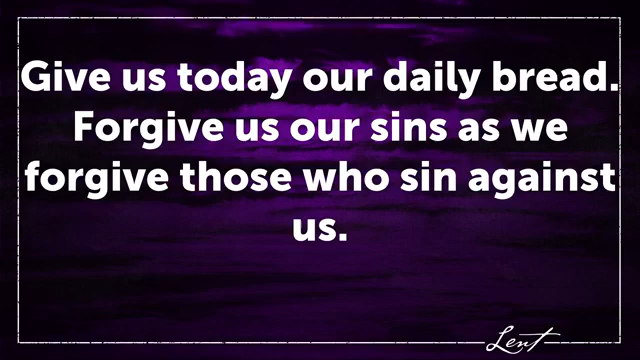 Give us today our daily bread.
Forgive us our sins as we
forgive those who sin against
us.
Lent